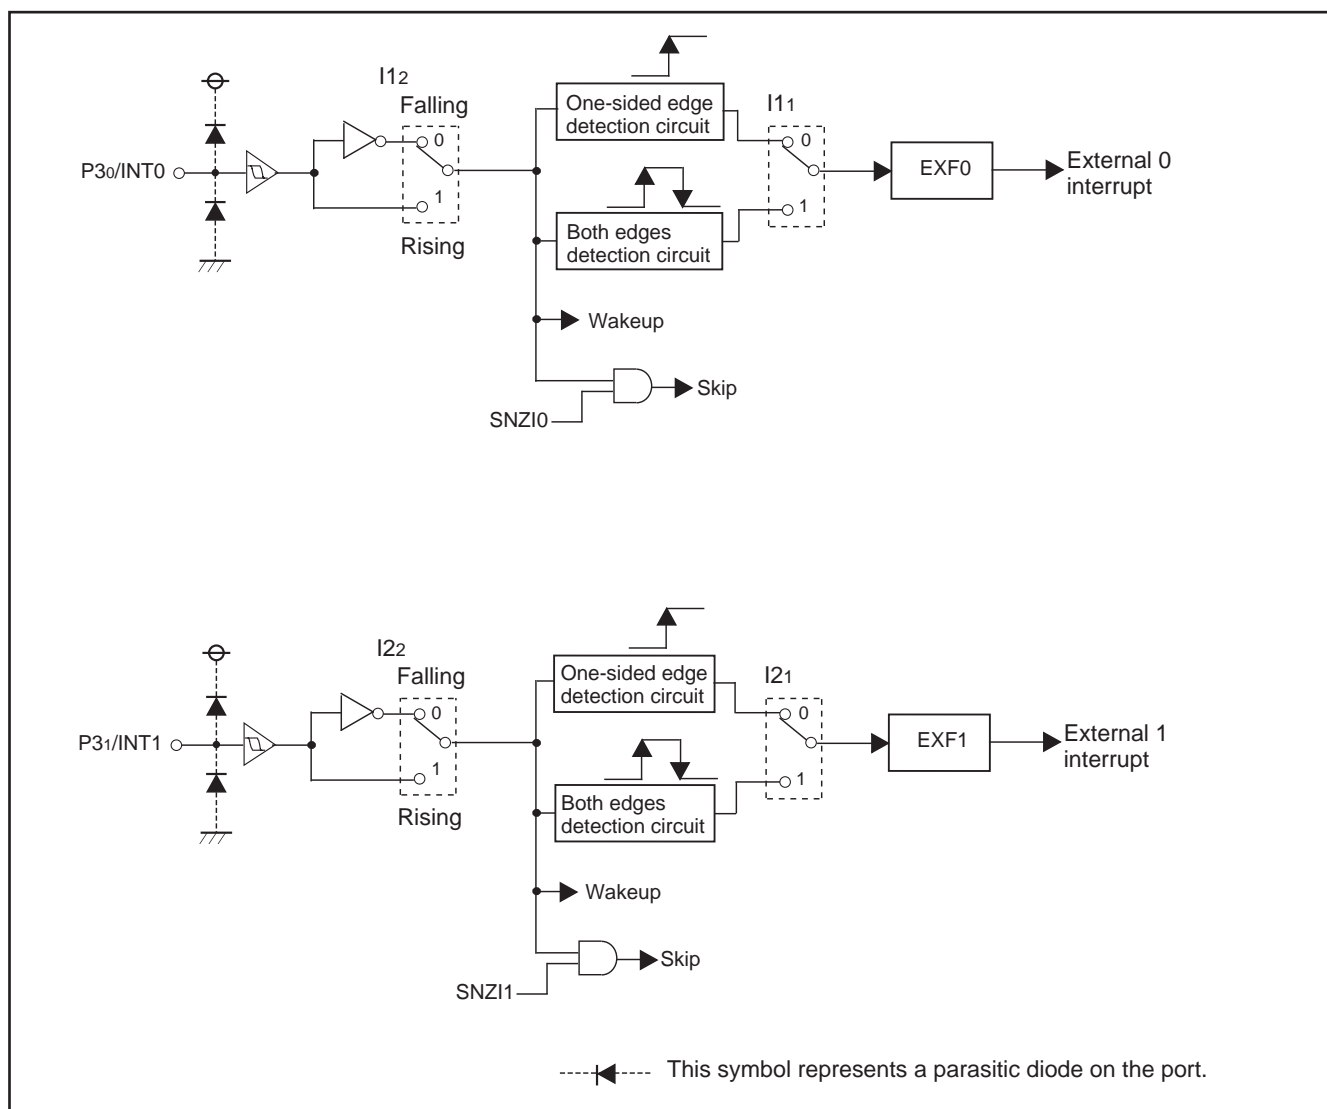 I12
Falling
0
1
Rising
P30/INT0
One-sided edge
detection circuit
Both edges
detection circuit
I11
0
1
EXF0
External 0
interrupt
Wakeup
Skip
SNZI0
I22
Falling
0
1
Rising
P31/INT1
One-sided edge
detection circuit
Both edges
detection circuit
I21
0
1
EXF1
External 1
interrupt
Wakeup
Skip
SNZI1
This symbol represents a parasitic diode on the port.